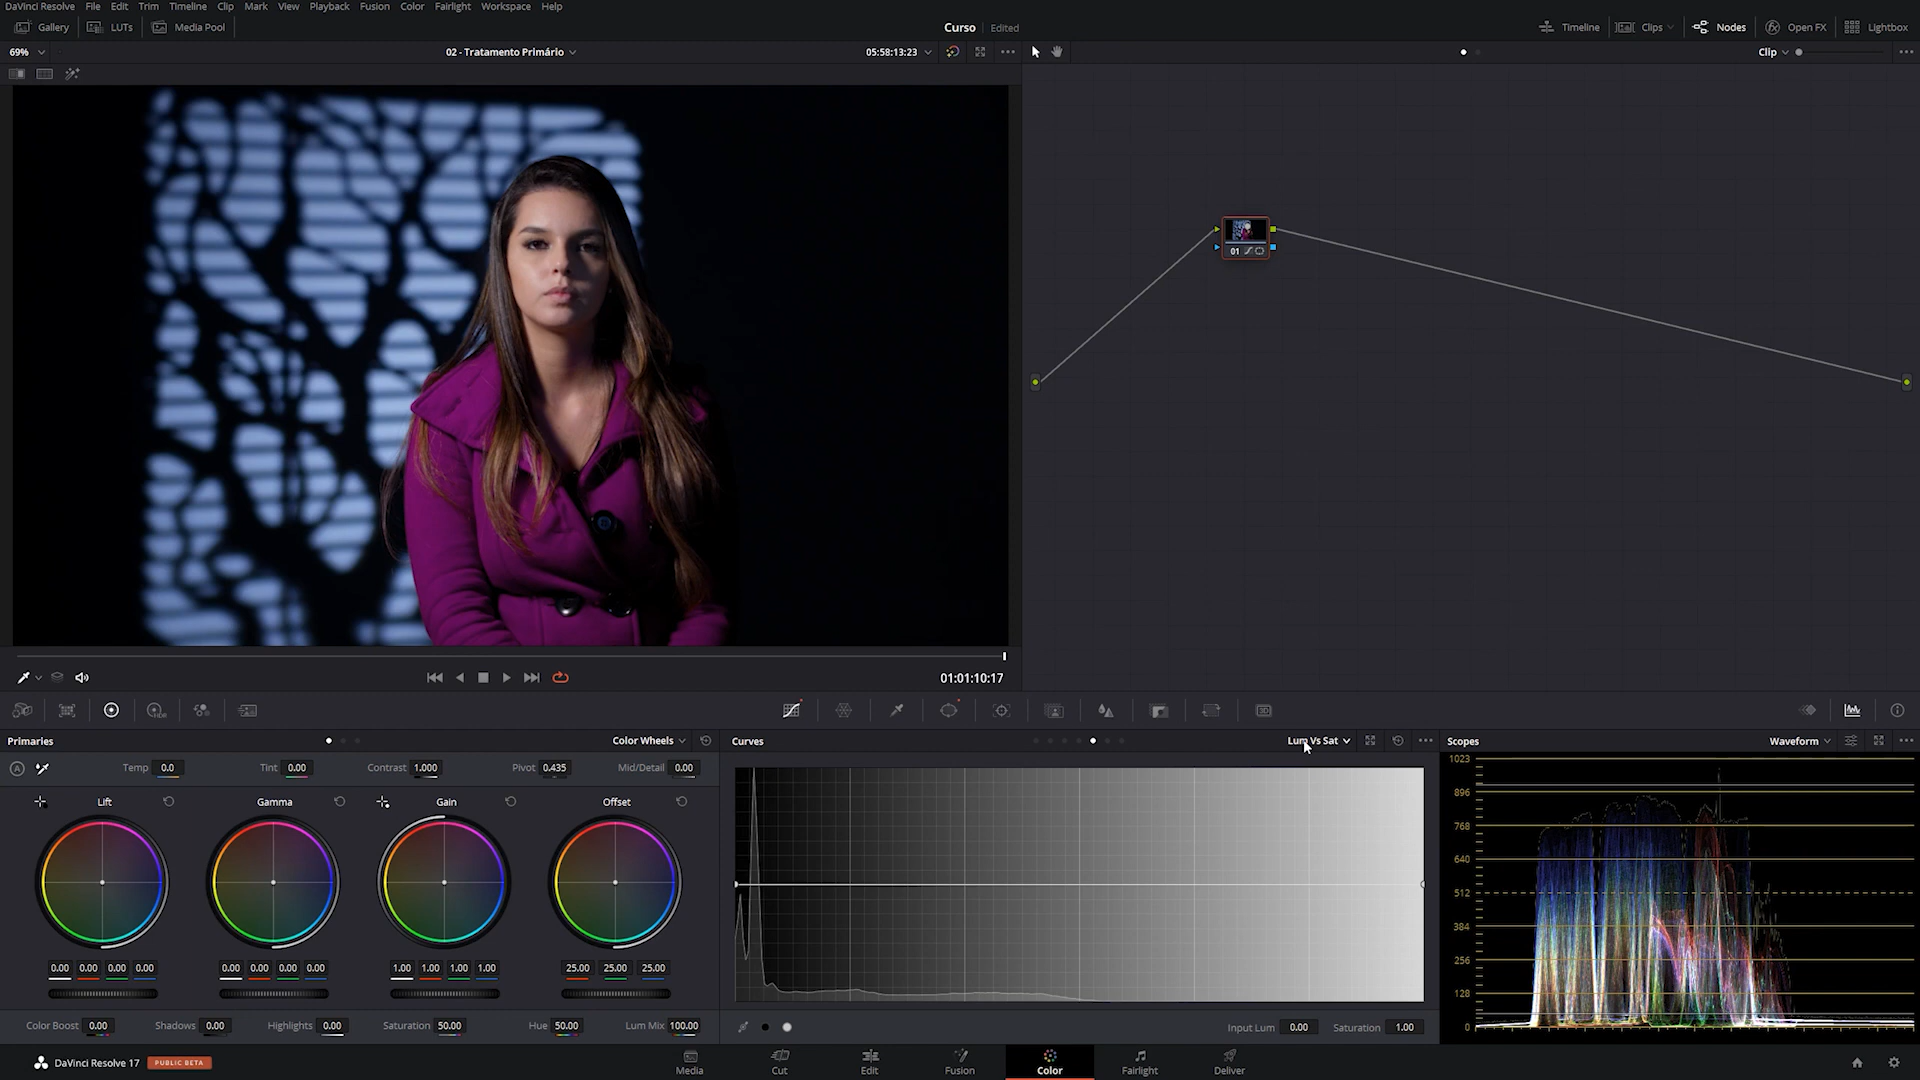 DaVinci Resolve File Edit Trim Timeline Clip Mark View Playback Fusion Color Fairlight Workspace Help
Gallery LUTs Media Pool Curso Edited Timeline Clips Nodes Open FX Lightbox
69% 02 - Tratamento Primário 05:58:13:23 Clip
01
01:01:10:17
Primaries Color Wheels Curves Lum Vs Sat Scopes Waveform
Temp 0.0 Tint 0.00 Contrast 1.000 Pivot 0.435 Mid/Detail 0.00
Lift Gamma Gain Offset
0.00 0.00 0.00 0.00 0.00 0.00 0.00 0.00 1.00 1.00 1.00 1.00 25.00 25.00 25.00
Color Boost 0.00 Shadows 0.00 Highlights 0.00 Saturation 50.00 Hue 50.00 Lum Mix 100.00
Input Lum 0.00 Saturation 1.00
1023
896
768
640
512
384
256
128
0
DaVinci Resolve 17 PUBLIC BETA
Media Cut Edit Fusion Color Fairlight Deliver